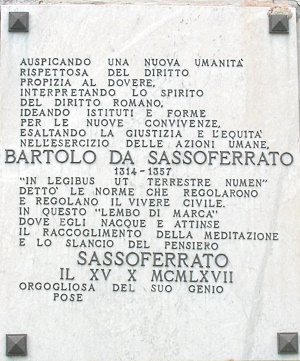 AUSPICANDO UNA NUOVA UMANITÀ
RISPETTOSA DEL DIRITTO
PROPIZIA AL DOVERE,
INTERPRETANDO LO SPIRITO
DEL DIRITTO ROMANO,
IDEANDO ISTITUTI E FORME
PER LE NUOVE CONVIVENZE,
ESALTANDO LA GIUSTIZIA E L'EQUITÀ
NELL'ESERCIZIO DELLE AZIONI UMANE,
BARTOLO DA SASSOFERRATO
1314-1357
"IN LEGIBUS UT TERRESTRE NUMEN"
DETTÒ LE NORME CHE REGOLARONO
E REGOLANO IL VIVERE CIVILE.
IN QUESTO "LEMBO DI MARCA"
DOVE EGLI NACQUE E ATTINSE
IL RACCOGLIMENTO DELLA MEDITAZIONE
E LO SLANCIO DEL PENSIERO
SASSOFERRATO
IL XV X MCMLXVII
ORGOGLIOSA DEL SUO GENIO
POSE